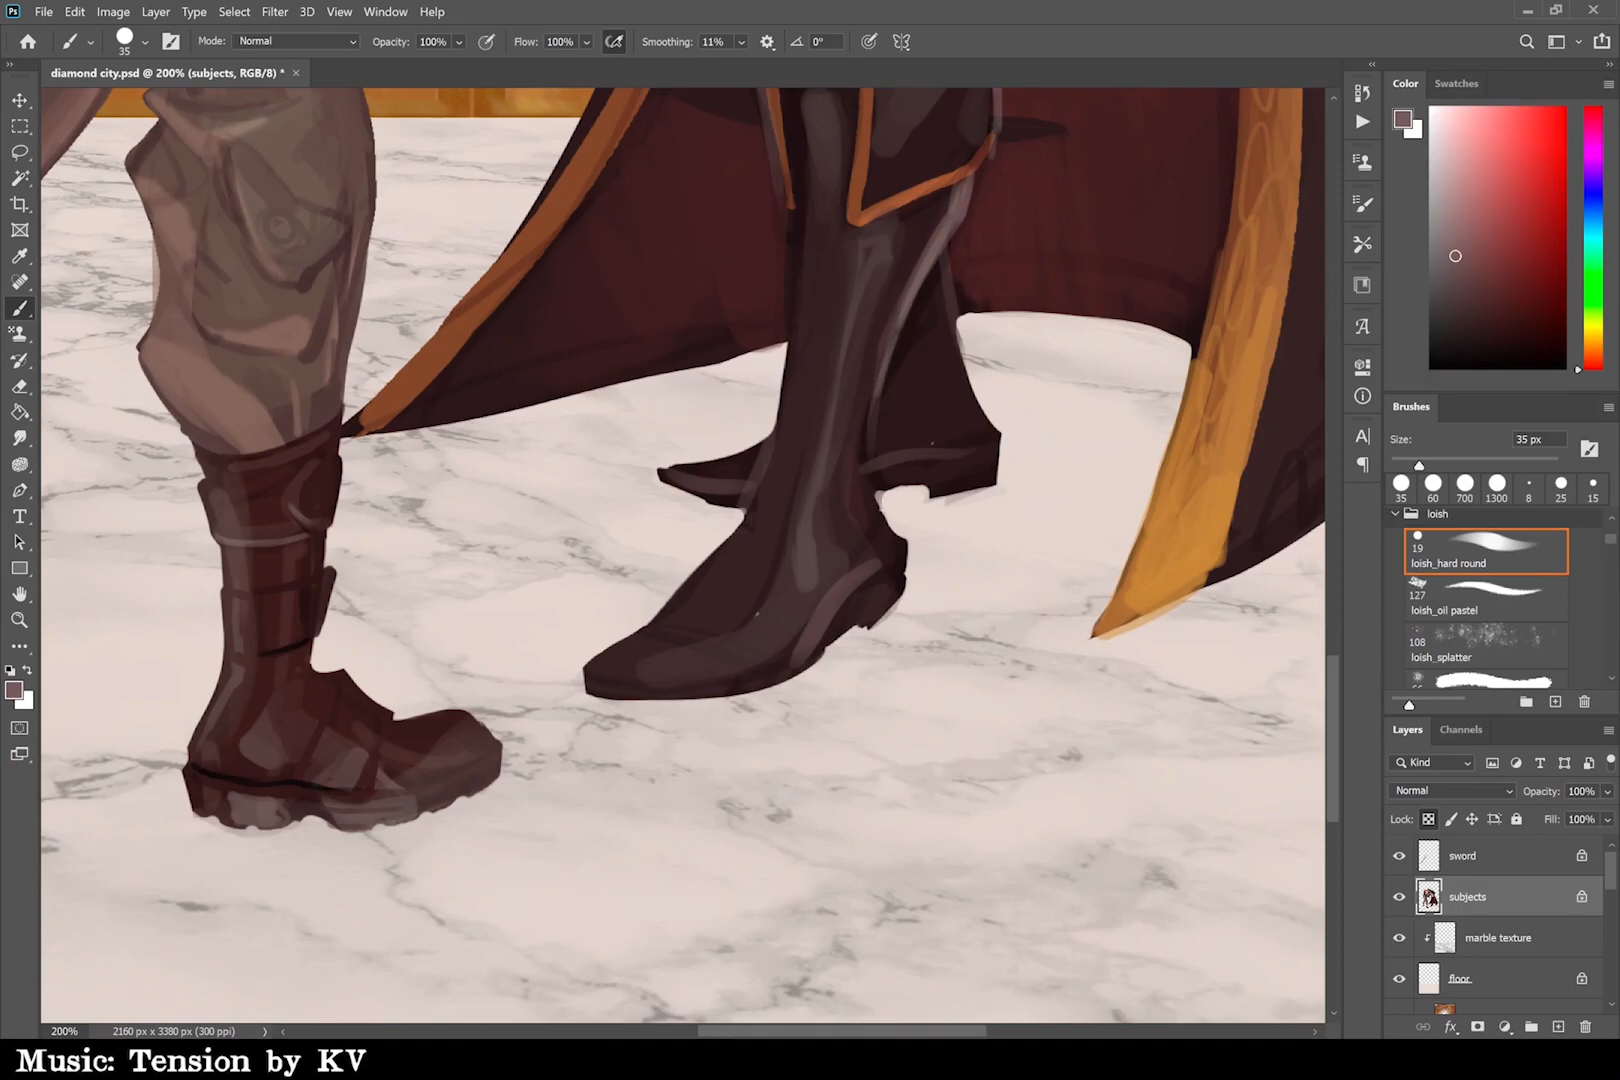 Ps File Edit Image Layer Type Select Filter 3D View Window Help
35 Mode: Normal Opacity: 100% Flow: 100% Smoothing: 11% 0°
diamond city.psd @ 200% (subjects, RGB/8) * ×
Color Swatches
Brushes
Size: 35 px
35 60 700 1300 8 25 15
loish
19
loish_hard round
127
loish_oil pastel
108
loish_splatter
Layers Channels
Kind
Normal Opacity: 100%
Lock: Fill: 100%
sword
subjects
marble texture
floor
200% 2160 px x 3380 px (300 ppi)
Music: Tension by KV